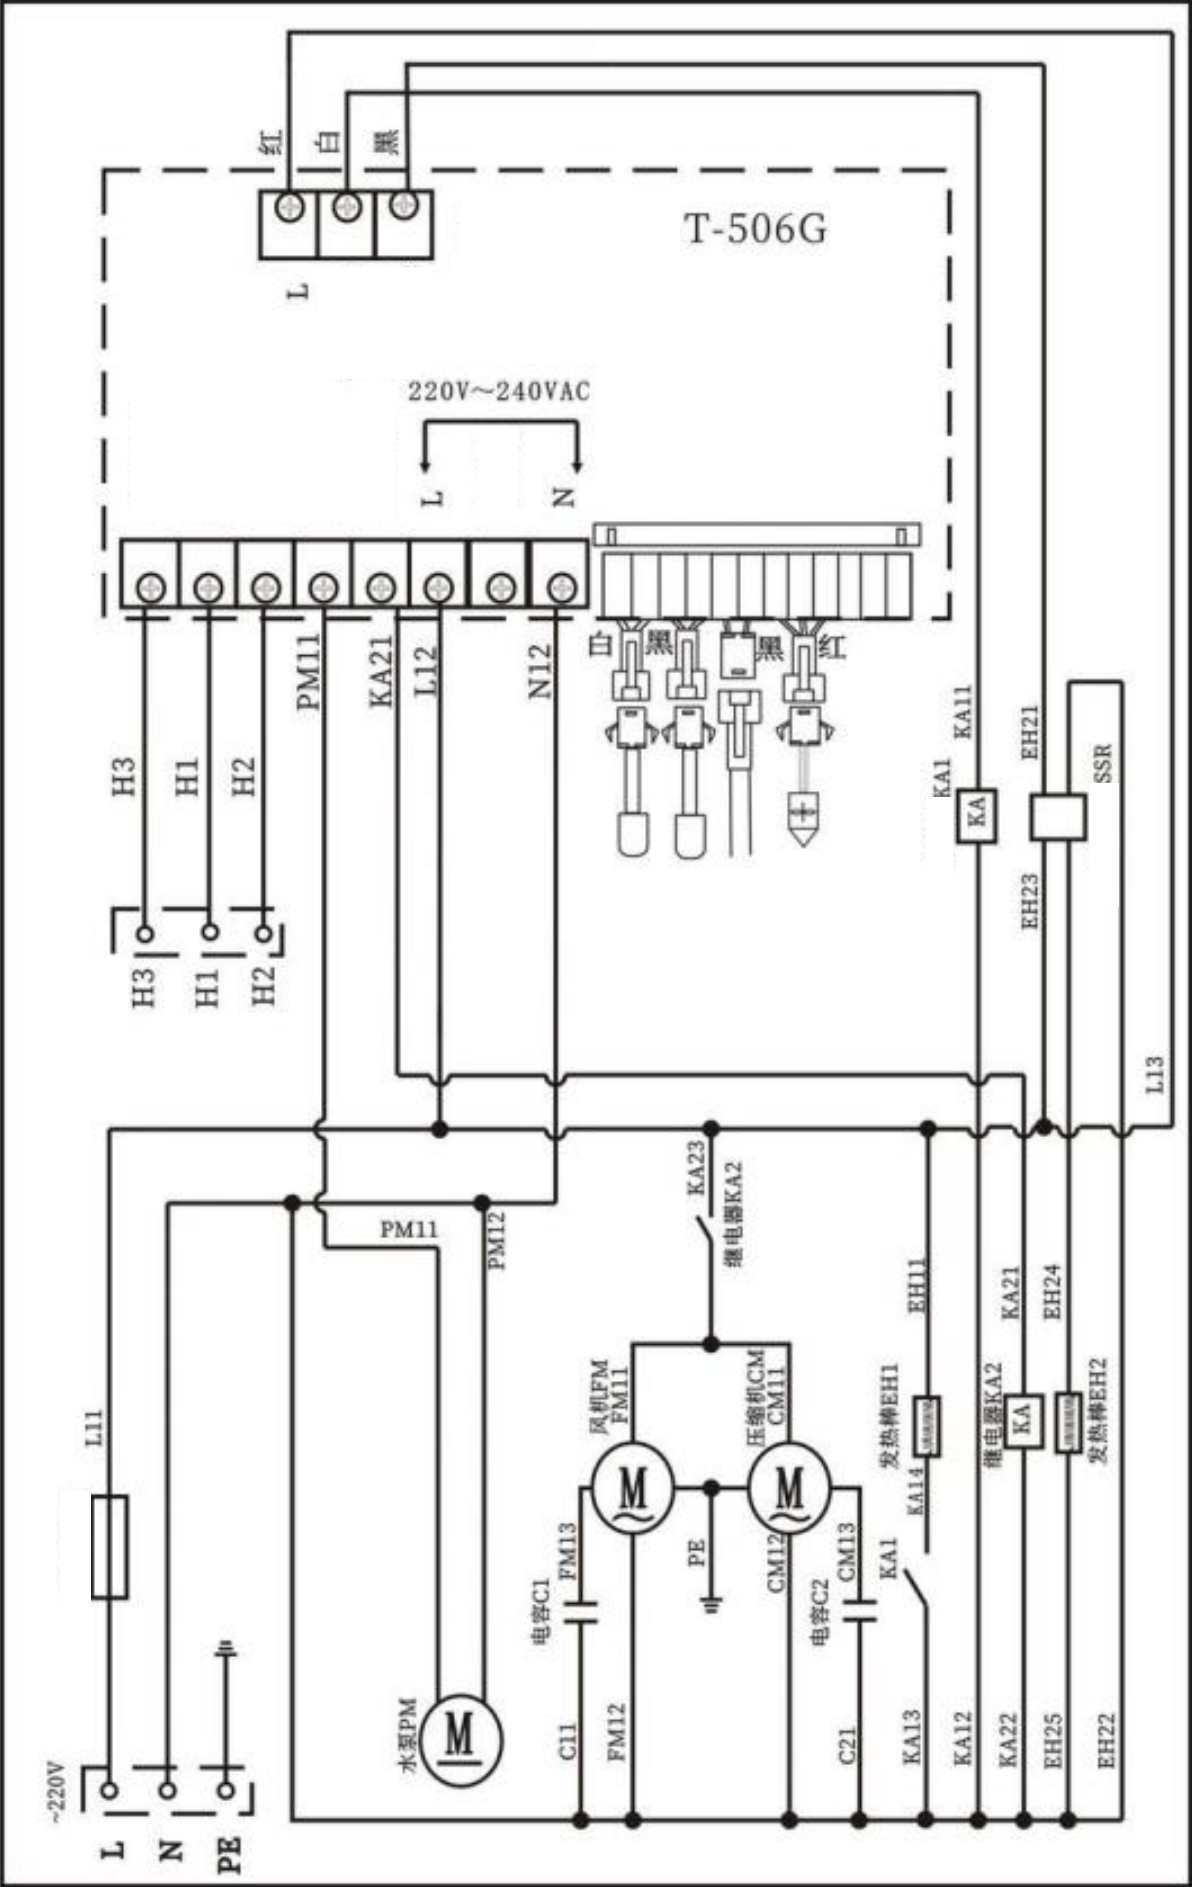 红
白
黑
T-506G
L
220V～240VAC
L
N
PM11
KA21
L12
N12
白
黑
黑
红
H3
H1
H2
H3
H1
H2
KA11
KA1
KA
EH21
SSR
EH23
L13
PM11
PM12
KA23
继电器KA2
EH11
KA21
EH24
L11
风机FM
FM11
压缩机CM
CM11
发热棒EH1
继电器KA2
KA
发热棒EH2
M
M
KA14
FM13
PE
CM12
CM13
KA1
电容C1
电容C2
水泵PM
M
C11
FM12
C21
KA13
KA12
KA22
EH25
EH22
~220V
L
N
PE